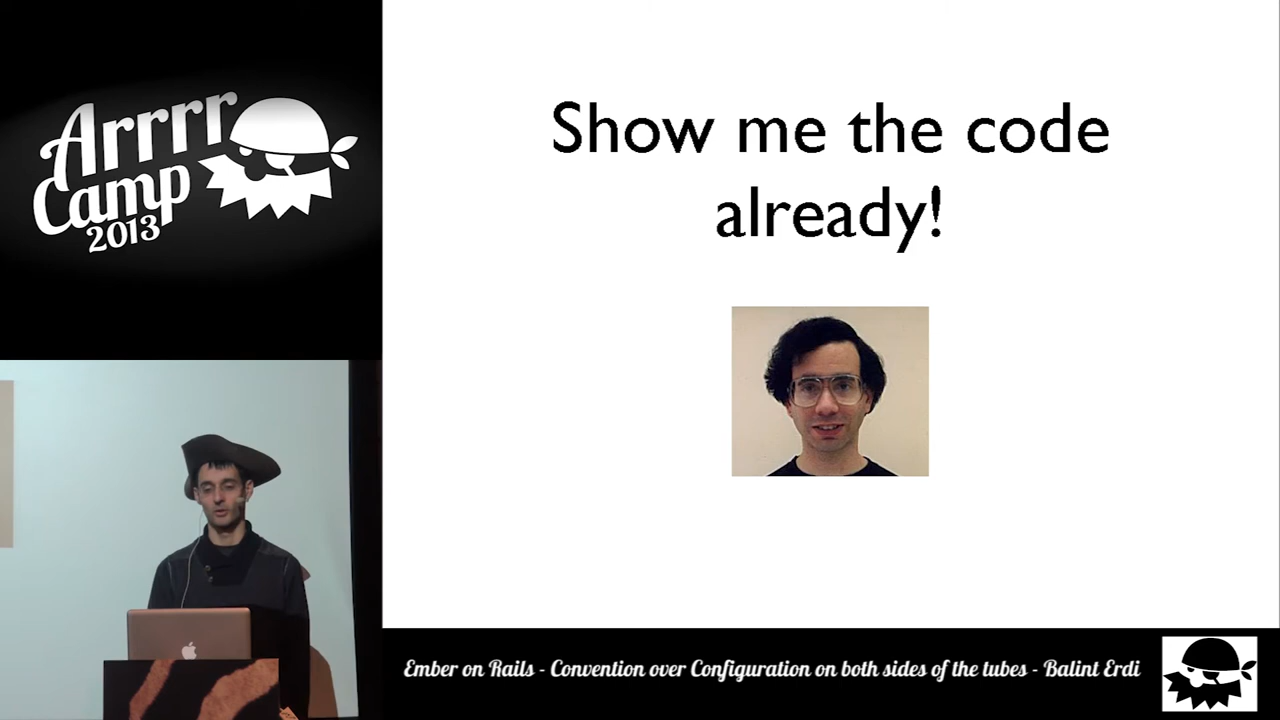 Arrrr
Camp
2013
Show me the code
already!
Ember on Rails - Convention over Configuration on both sides of the tubes - Balint Erdi